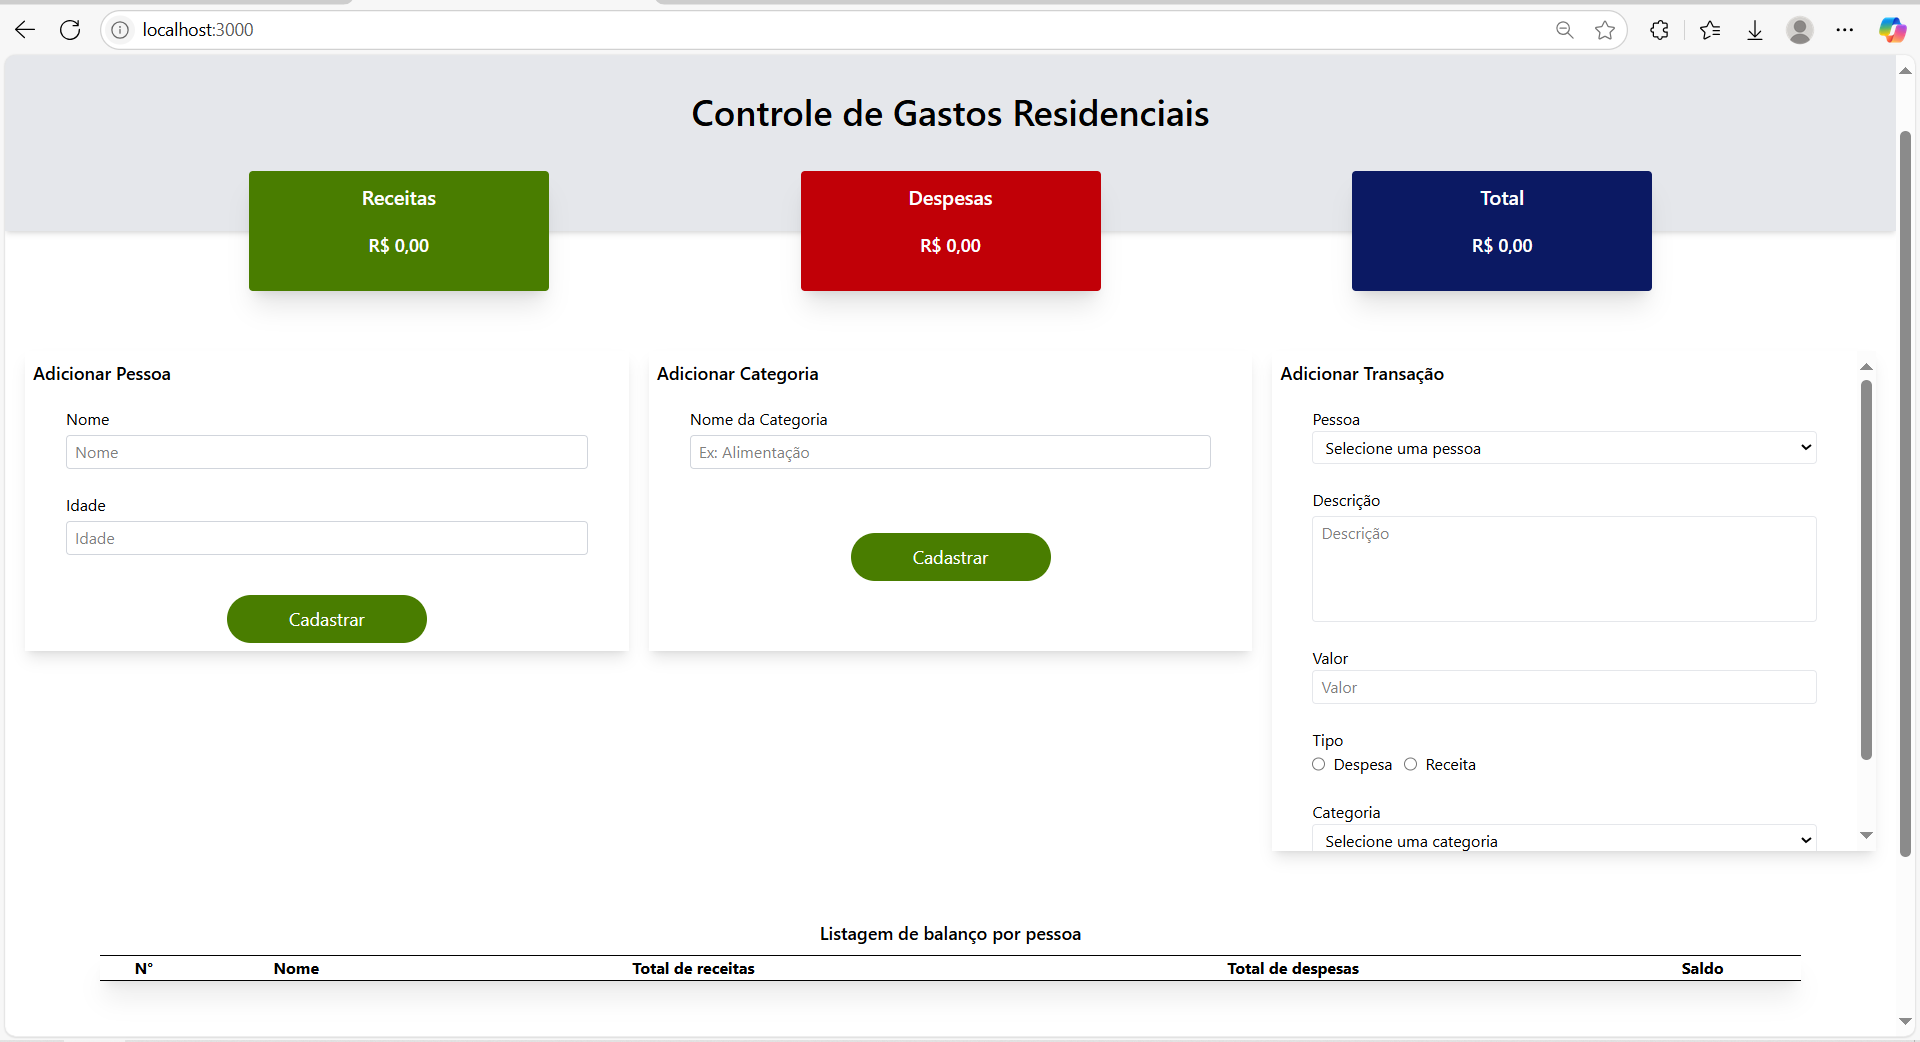 localhost:3000
Controle de Gastos Residenciais
Receitas
R$ 0,00
Despesas
R$ 0,00
Total
R$ 0,00
Adicionar Pessoa
Nome
Nome
Idade
Idade
Cadastrar
Adicionar Categoria
Nome da Categoria
Ex: Alimentação
Cadastrar
Adicionar Transação
Pessoa
Selecione uma pessoa
Descrição
Descrição
Valor
Valor
Tipo
Despesa Receita
Categoria
Selecione uma categoria
Listagem de balanço por pessoa
N° Nome Total de receitas Total de despesas Saldo